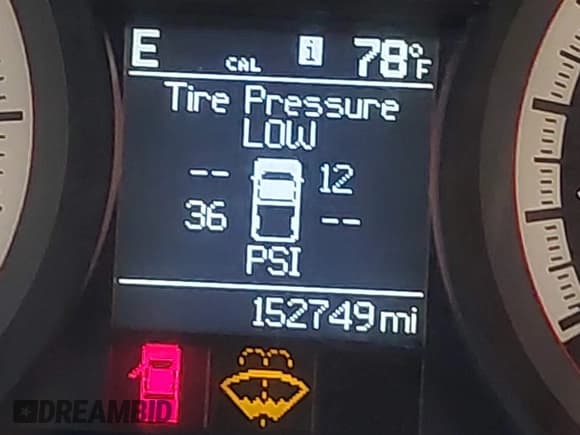 E CAL i 78°F
Tire Pressure
LOW
-- 12
36 --
PSI
152749 mi
DREAMBID